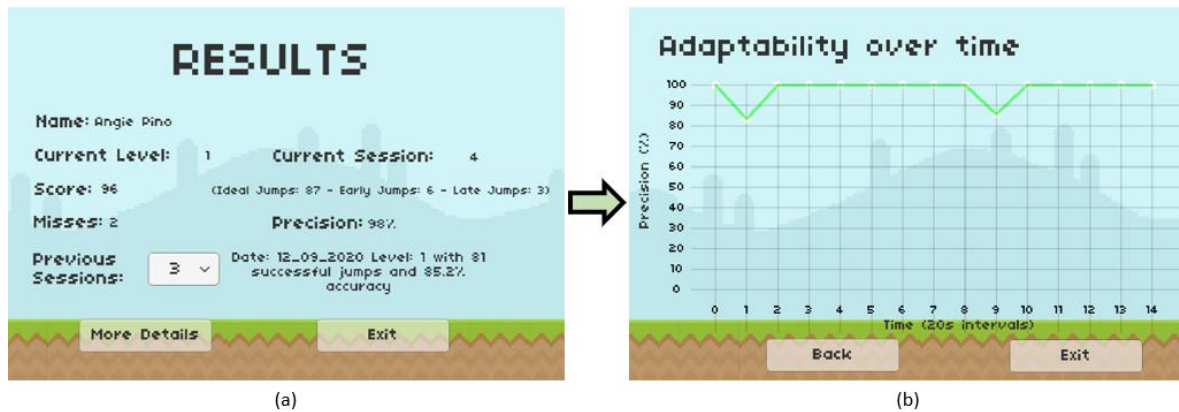 RESULTS
Name: Angie Pino
Current Level: 1 Current Session: 4
Score: 96 (Ideal Jumps: 87 - Early Jumps: 6 - Late Jumps: 3)
Misses: 2 Precision: 98%
Previous Sessions: 3
Date: 12_09_2020 Level: 1 with 81
successful jumps and 85.2%
accuracy
More Details Exit
(a)
Adaptability over time
Precision (%)
100
90
80
70
60
50
40
30
20
10
0
0 1 2 3 4 5 6 7 8 9 10 11 12 13 14
Time (20s intervals)
Back Exit
(b)